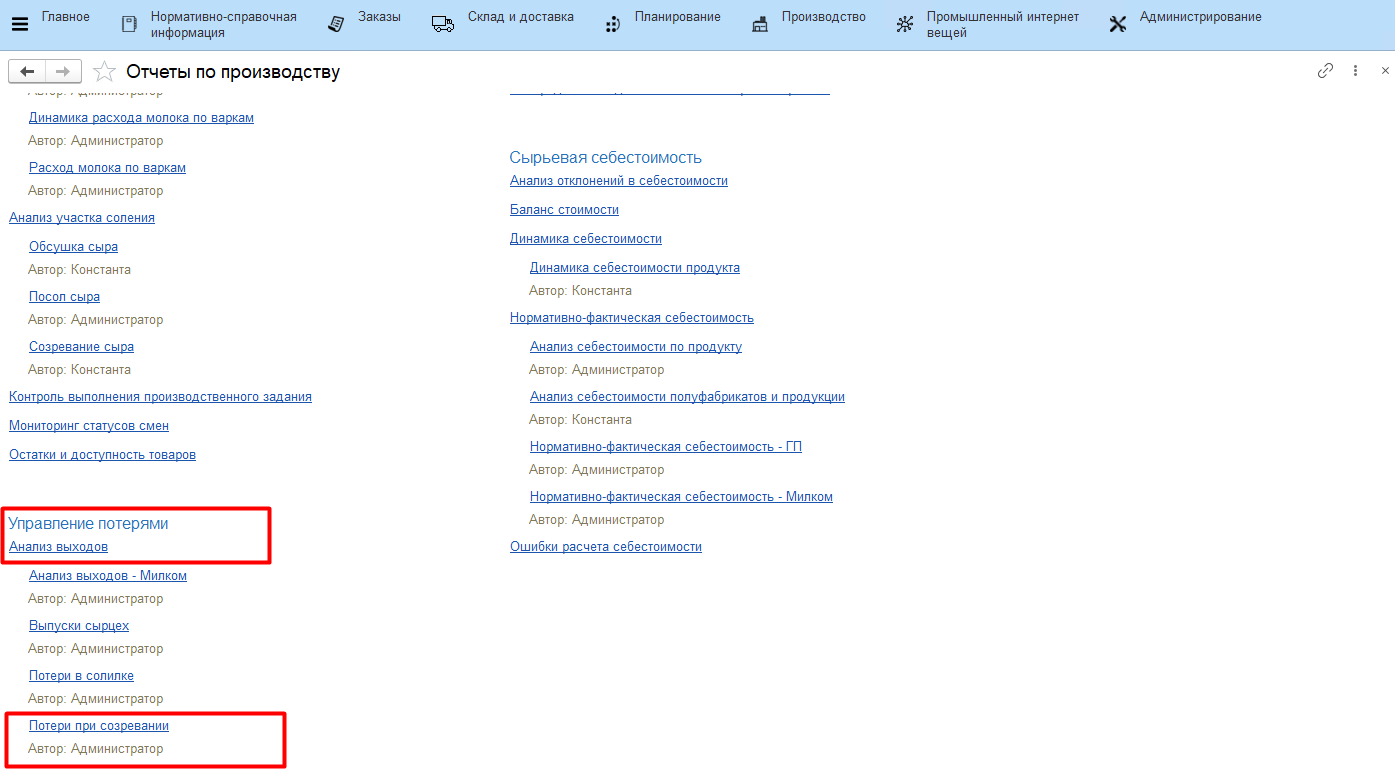 Главное
Нормативно-справочная
информация
Заказы
Склад и доставка
Планирование
Производство
Промышленный интернет
вещей
Администрирование
Отчеты по производству
Автор: Администратор
Динамика расхода молока по варкам
Автор: Администратор
Расход молока по варкам
Автор: Администратор
Анализ участка соления
Обсушка сыра
Автор: Константа
Посол сыра
Автор: Администратор
Созревание сыра
Автор: Константа
Контроль выполнения производственного задания
Мониторинг статусов смен
Остатки и доступность товаров
Управление потерями
Анализ выходов
Анализ выходов - Милком
Автор: Администратор
Выпуски сырцех
Автор: Администратор
Потери в солилке
Автор: Администратор
Потери при созревании
Автор: Администратор
Сырьевая себестоимость
Анализ отклонений в себестоимости
Баланс стоимости
Динамика себестоимости
Динамика себестоимости продукта
Автор: Константа
Нормативно-фактическая себестоимость
Анализ себестоимости по продукту
Автор: Администратор
Анализ себестоимости полуфабрикатов и продукции
Автор: Константа
Нормативно-фактическая себестоимость - ГП
Автор: Администратор
Нормативно-фактическая себестоимость - Милком
Автор: Администратор
Ошибки расчета себестоимости